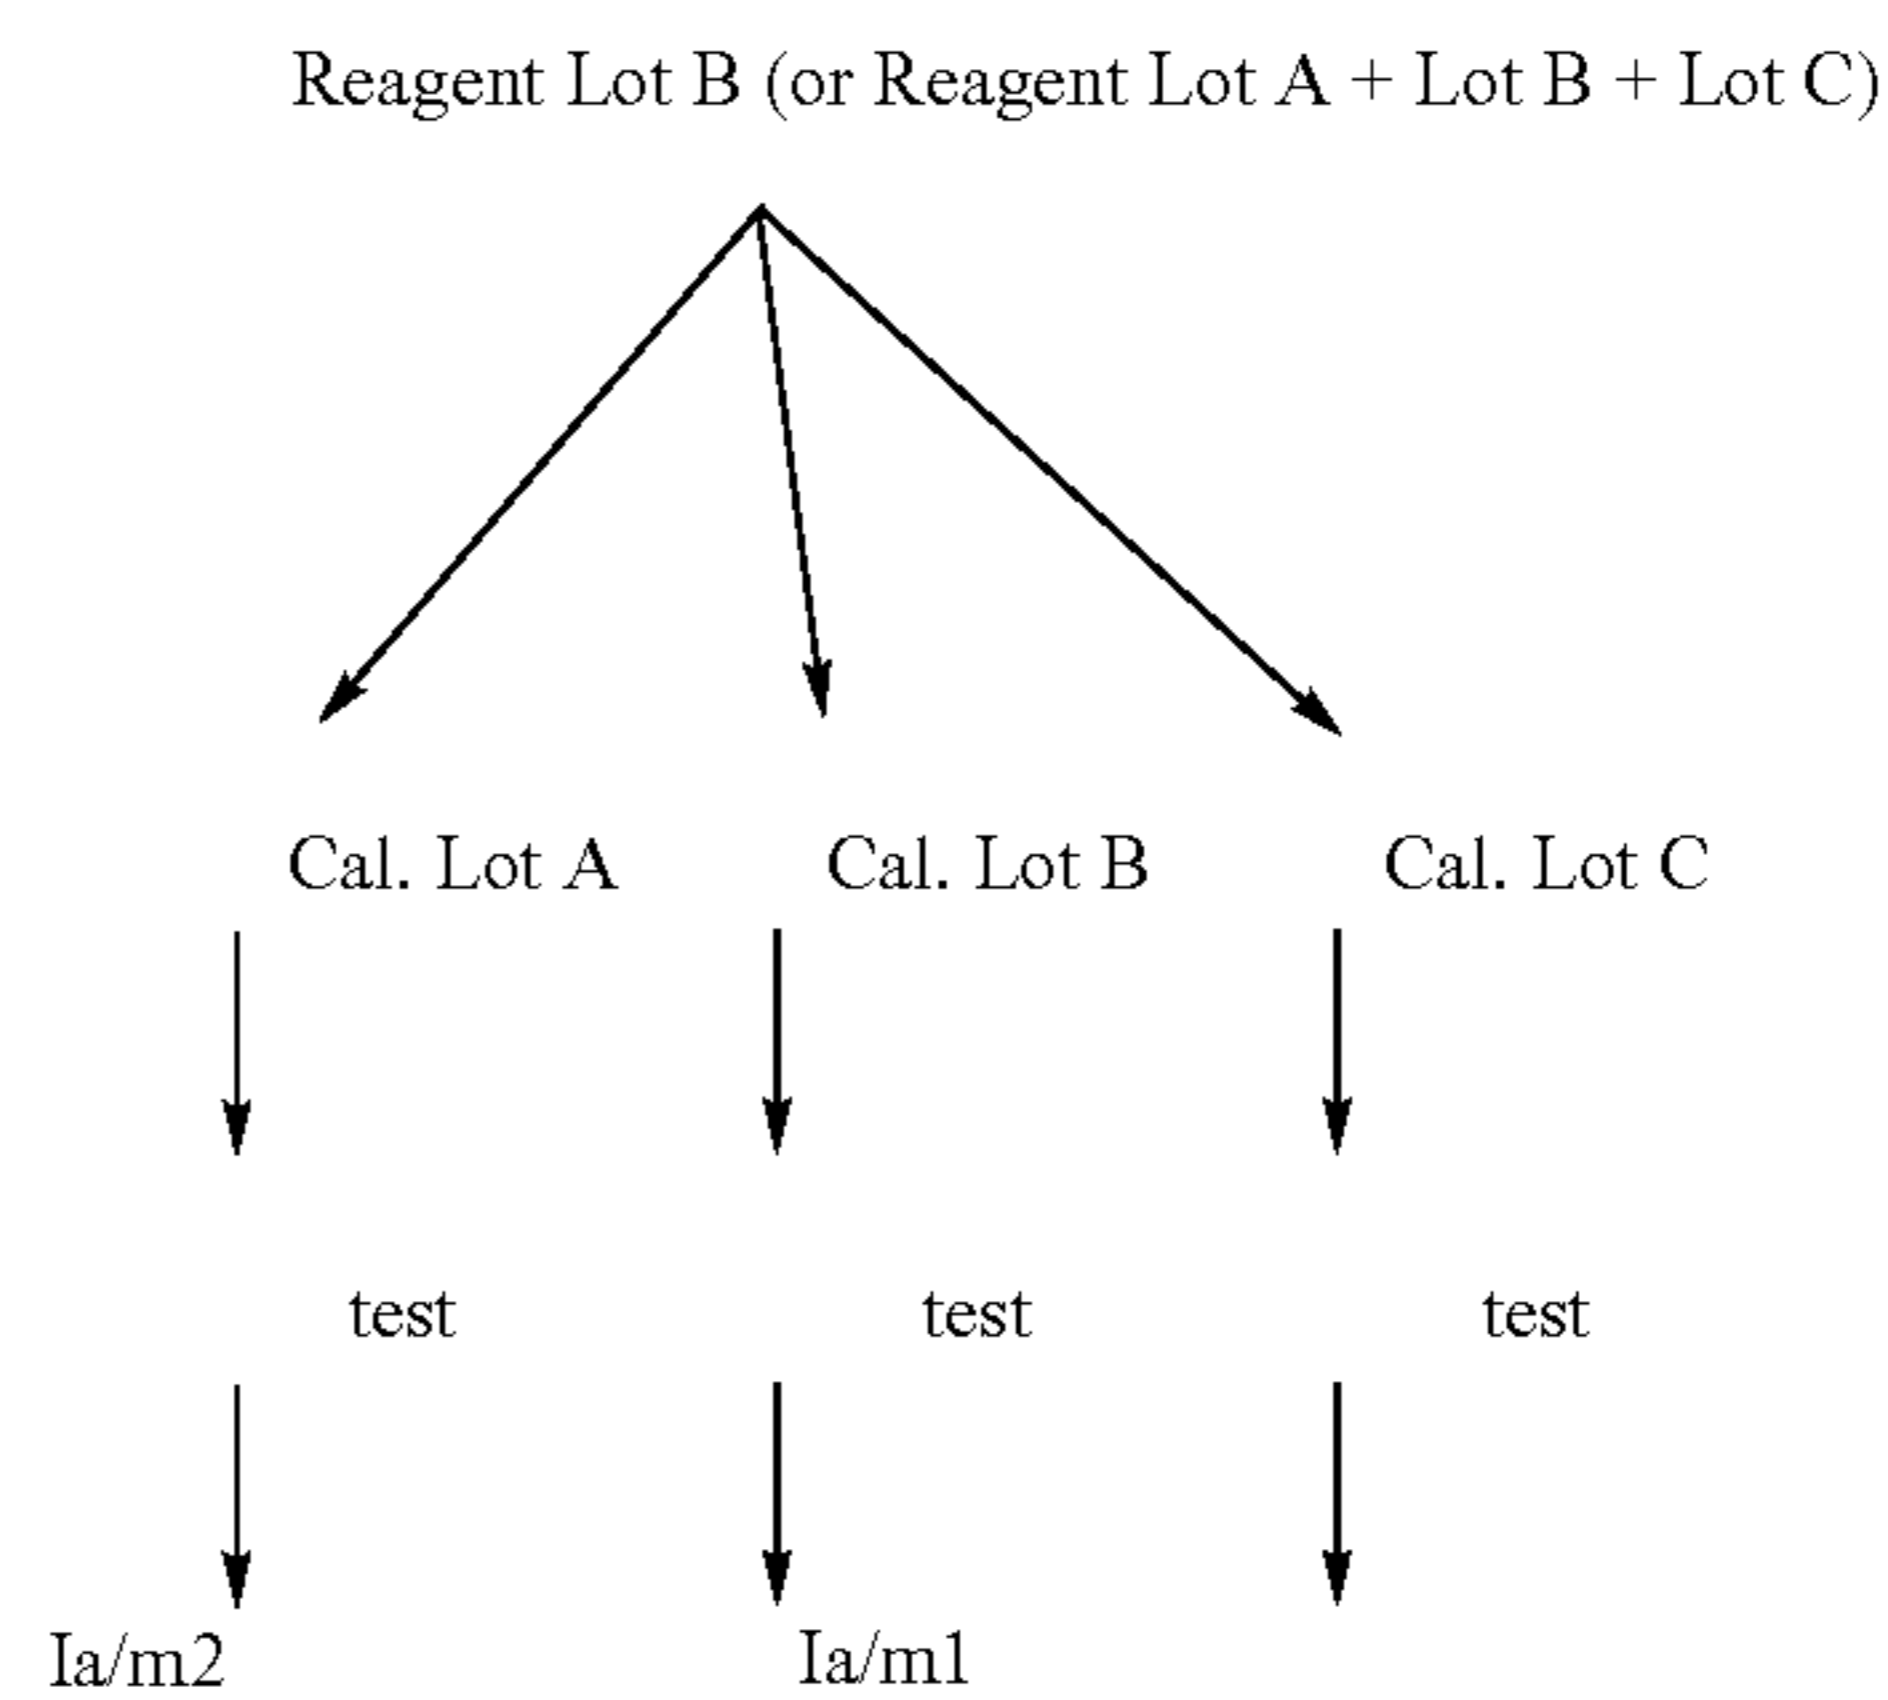 Reagent Lot B (or Reagent Lot A + Lot B + Lot C)
Cal. Lot A Cal. Lot B Cal. Lot C
test test test
Ia/m2 Ia/m1